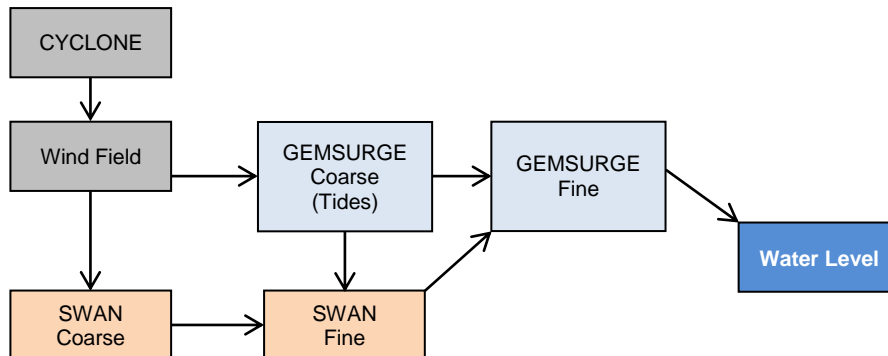 CYCLONE
Wind Field
GEMSURGE
Coarse
(Tides)
GEMSURGE
Fine
Water Level
SWAN
Coarse
SWAN
Fine